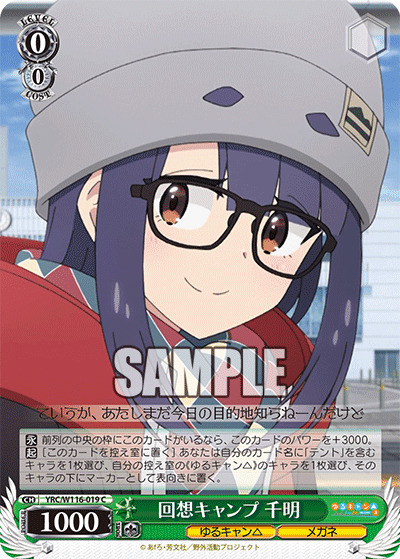 LEVEL
0
0
COST
SAMPLE
ていうが、あたしまだ今日の目的地知らねーんだけど
永 前列の中央の枠にこのカードがいるなら、このカードのパワーを+3000。
起 [このカードを控え室に置く] あなたは自分のカード名に「テント」を含む
キャラを1枚選び、自分の控え室の《ゆるキャン△》のキャラを1枚選び、そのキャラの下にマーカーとして表向きに置く。
CH YRC/W116-019 C
1000
回想キャンプ 千明
ゆるキャン△
ゆるキャン△
メガネ
©あfろ・芳文社／野外活動プロジェクト